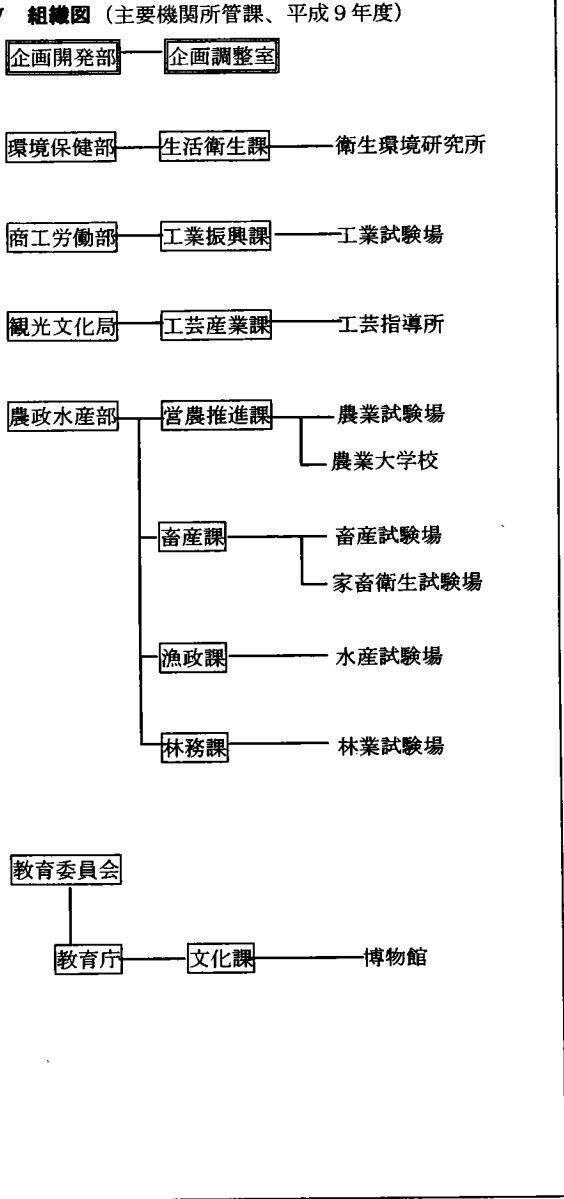 組織図（主要機関所管課、平成９年度）
企画開発部 企画調整室
環境保健部 生活衛生課 衛生環境研究所
商工労働部 工業振興課 工業試験場
観光文化局 工芸産業課 工芸指導所
農政水産部 営農推進課 農業試験場
農業大学校
畜産課 畜産試験場
家畜衛生試験場
漁政課 水産試験場
林務課 林業試験場
教育委員会
教育庁 文化課 博物館